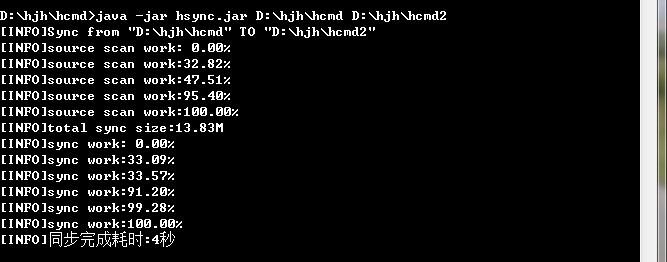 D:\hjh\hcmd>java -jar hsync.jar D:\hjh\hcmd D:\hjh\hcmd2
[INFO]Sync from "D:\hjh\hcmd" TO "D:\hjh\hcmd2"
[INFO]source scan work: 0.00%
[INFO]source scan work:32.82%
[INFO]source scan work:47.51%
[INFO]source scan work:95.40%
[INFO]source scan work:100.00%
[INFO]total sync size:13.83M
[INFO]sync work: 0.00%
[INFO]sync work:33.09%
[INFO]sync work:33.57%
[INFO]sync work:91.20%
[INFO]sync work:99.28%
[INFO]sync work:100.00%
[INFO]同步完成耗时:4秒